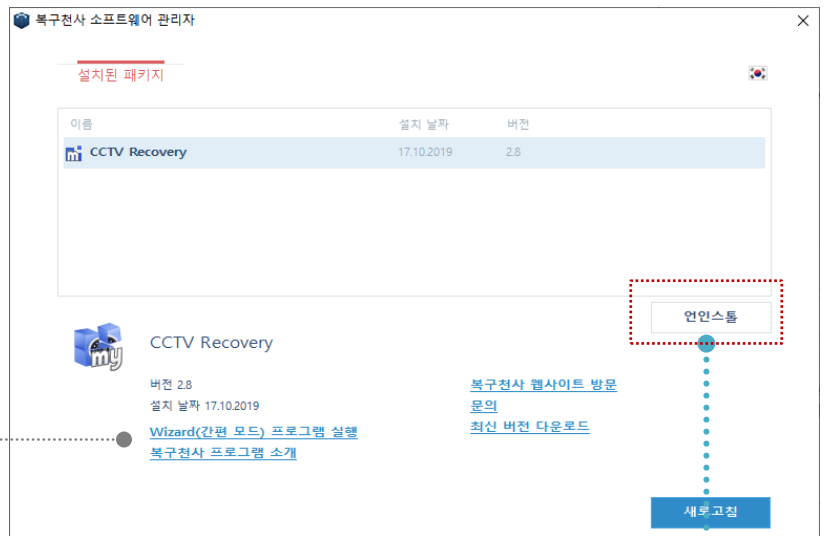 복구천사 소프트웨어 관리자
설치된 패키지
이름 설치 날짜 버전
CCTV Recovery 17.10.2019 2.8
언인스톨
my
CCTV Recovery
버전 2.8
설치 날짜 17.10.2019
Wizard(간편 모드) 프로그램 실행
복구천사 프로그램 소개
복구천사 웹사이트 방문
문의
최신 버전 다운로드
새로고침